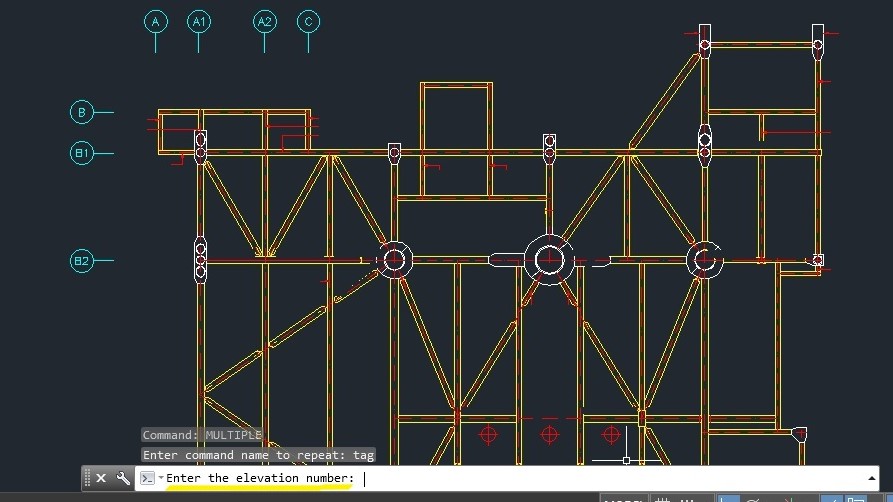 A A1 A2 C
B
B1
B2
Command: MULTIPLE
Enter command name to repeat: tag
Enter the elevation number: